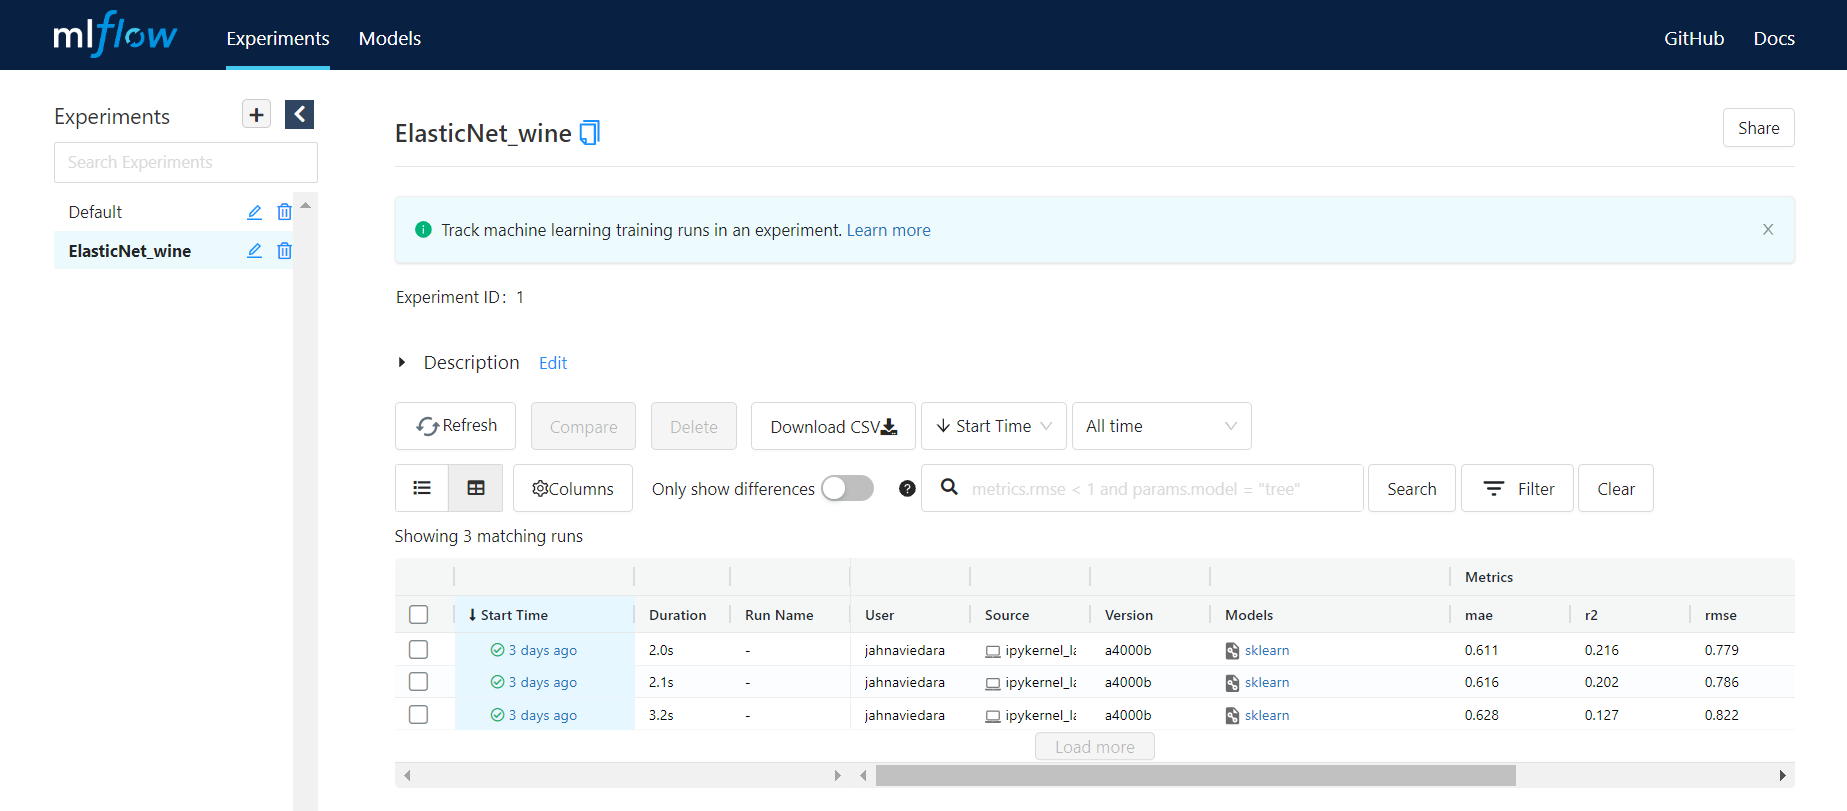 mlflow Experiments Models GitHub Docs
Experiments +
Search Experiments
Default
ElasticNet_wine
ElasticNet_wine Share
Track machine learning training runs in an experiment. Learn more
Experiment ID: 1
Description Edit
Refresh Compare Delete Download CSV Start Time All time
Columns Only show differences ? metrics.rmse < 1 and params.model = "tree" Search Filter Clear
Showing 3 matching runs
Metrics
Start Time Duration Run Name User Source Version Models mae r2 rmse
3 days ago 2.0s - jahnaviedara ipykernel_la a4000b sklearn 0.611 0.216 0.779
3 days ago 2.1s - jahnaviedara ipykernel_la a4000b sklearn 0.616 0.202 0.786
3 days ago 3.2s - jahnaviedara ipykernel_la a4000b sklearn 0.628 0.127 0.822
Load more